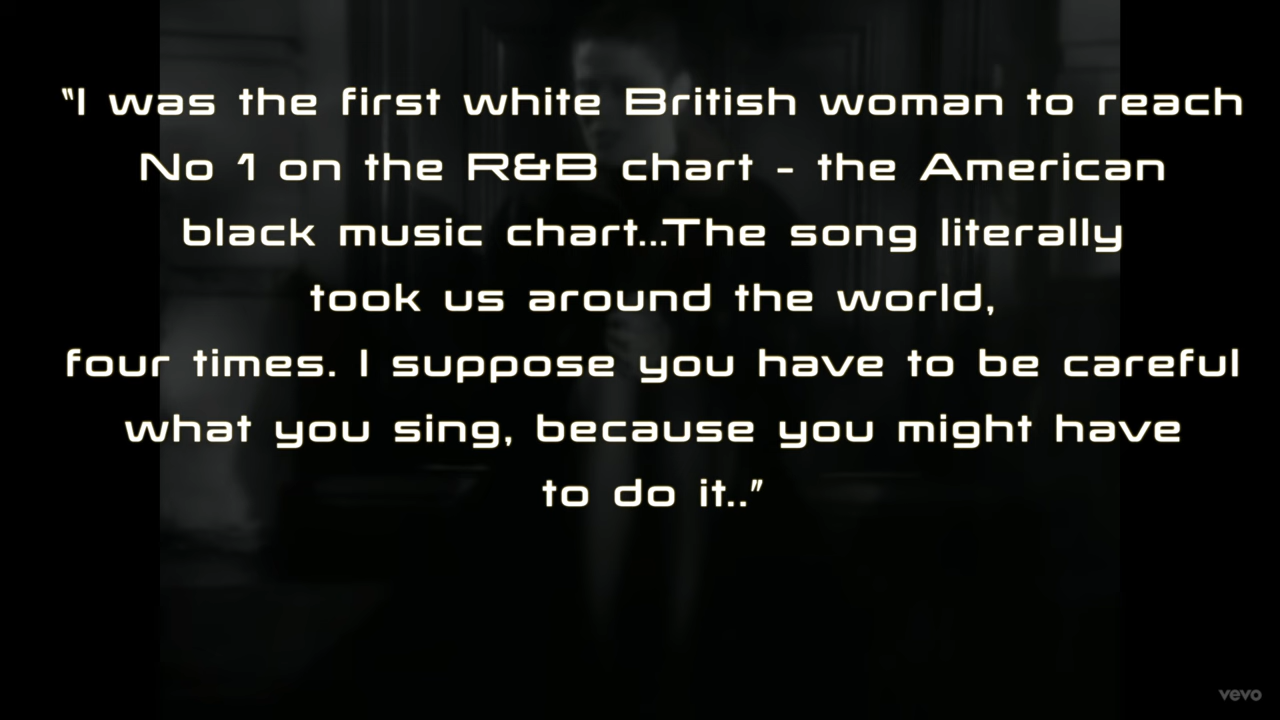 “I was the first white British woman to reach
No 1 on the R&B chart - the American
black music chart...The song literally
took us around the world,
four times. I suppose you have to be careful
what you sing, because you might have
to do it..”
vevo